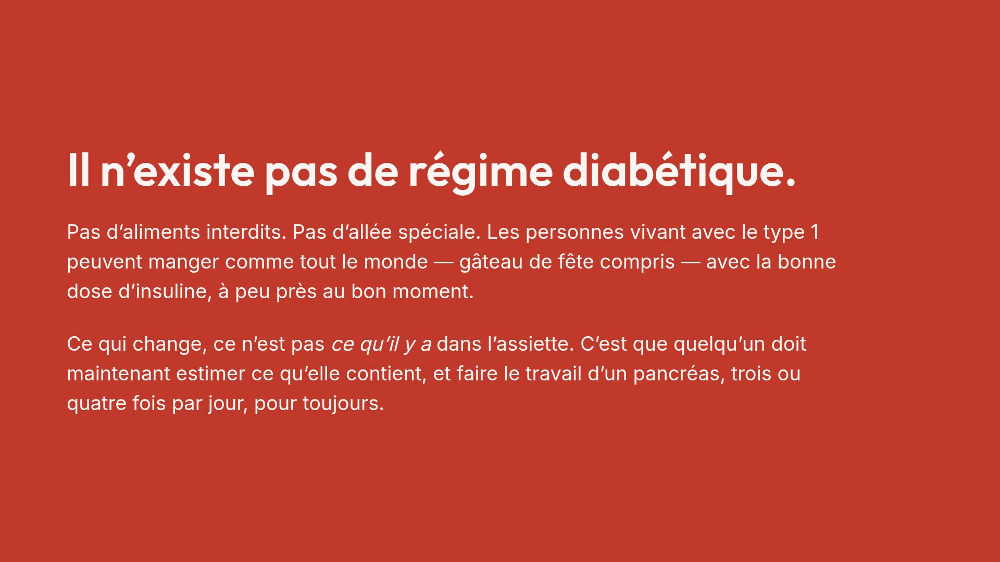 Il n’existe pas de régime diabétique.
Pas d’aliments interdits. Pas d’allée spéciale. Les personnes vivant avec le type 1
peuvent manger comme tout le monde — gâteau de fête compris — avec la bonne
dose d’insuline, à peu près au bon moment.
Ce qui change, ce n’est pas ce qu’il y a dans l’assiette. C’est que quelqu’un doit
maintenant estimer ce qu’elle contient, et faire le travail d’un pancréas, trois ou
quatre fois par jour, pour toujours.